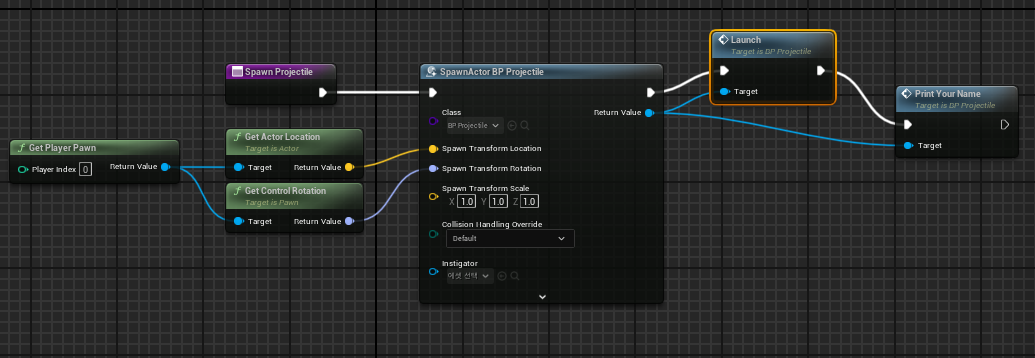 Launch
Target is BP Projectile
Target
Spawn Projectile
SpawnActor BP Projectile
Class
BP Projectile
Return Value
Spawn Transform Location
Spawn Transform Rotation
Spawn Transform Scale
X 1.0 Y 1.0 Z 1.0
Collision Handling Override
Default
Instigator
에셋 선택
Print Your Name
Target is DP Projectile
Target
Get Player Pawn
Player Index 0
Return Value
Get Actor Location
Target is Actor
Target Return Value
Get Control Rotation
Target is Pawn
Target Return Value